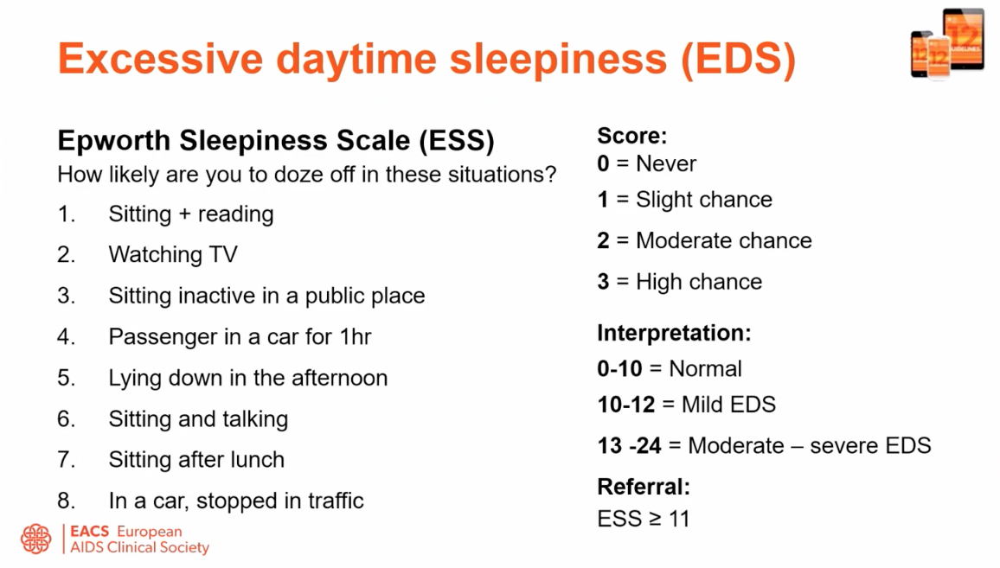 Excessive daytime sleepiness (EDS)
12
12
12
GUIDELINES
Epworth Sleepiness Scale (ESS)
How likely are you to doze off in these situations?
1. Sitting + reading
2. Watching TV
3. Sitting inactive in a public place
4. Passenger in a car for 1hr
5. Lying down in the afternoon
6. Sitting and talking
7. Sitting after lunch
8. In a car, stopped in traffic
Score:
0 = Never
1 = Slight chance
2 = Moderate chance
3 = High chance
Interpretation:
0-10 = Normal
10-12 = Mild EDS
13 -24 = Moderate – severe EDS
Referral:
ESS ≥ 11
EACS European
AIDS Clinical Society